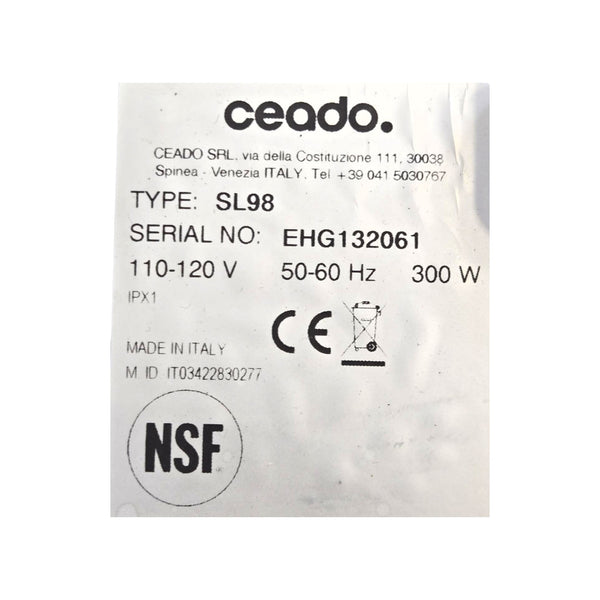 ceado.
CEADO SRL, via della Costituzione 111, 30038
Spinea - Venezia ITALY, Tel +39 041 5030767
TYPE: SL98
SERIAL NO: EHG132061
110-120 V 50-60 Hz 300 W
IPX1
CE
MADE IN ITALY
M ID IT03422830277
NSF